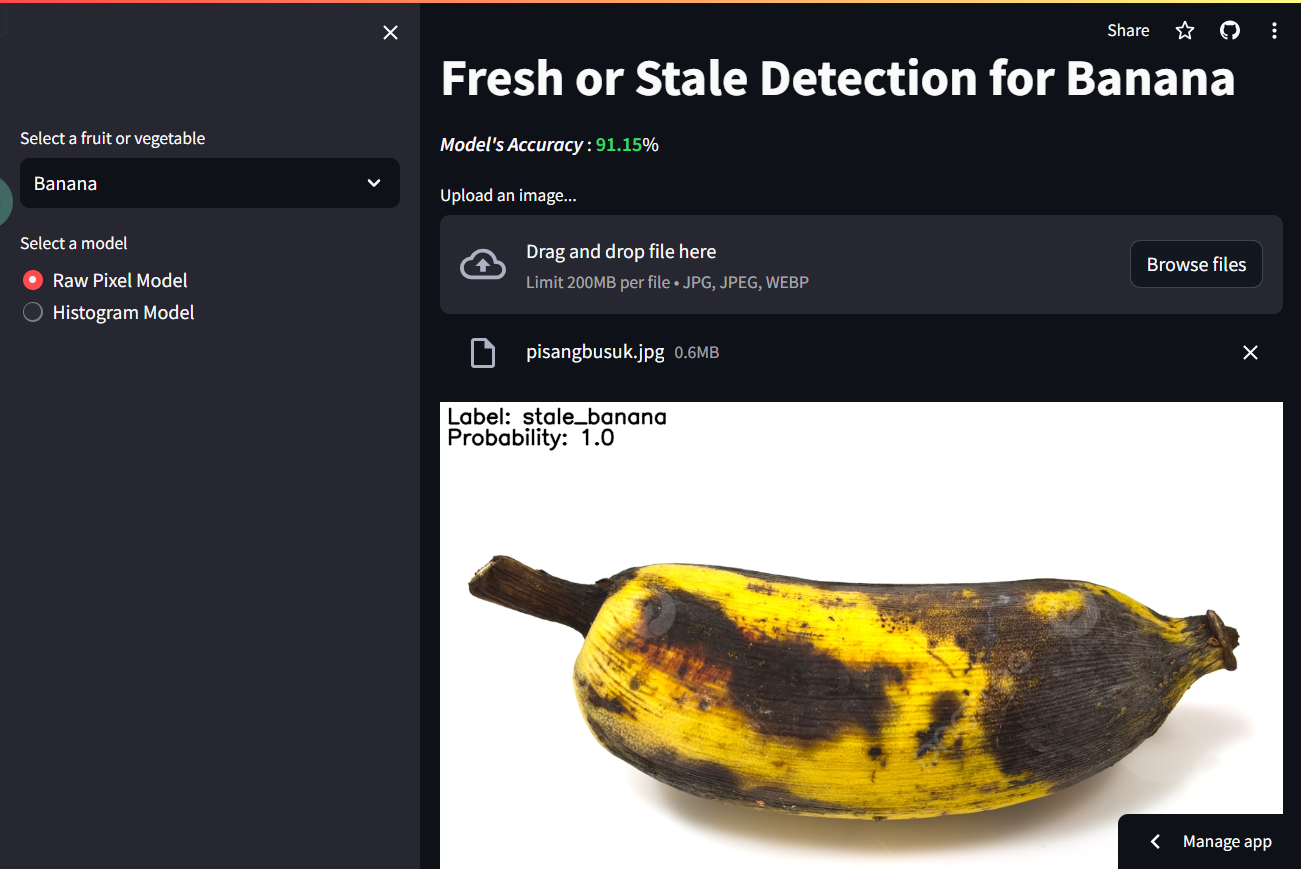 Share
Select a fruit or vegetable
Banana
Select a model
Raw Pixel Model
Histogram Model
Fresh or Stale Detection for Banana
Model's Accuracy : 91.15%
Upload an image...
Drag and drop file here
Limit 200MB per file • JPG, JPEG, WEBP
Browse files
pisangbusuk.jpg 0.6MB
Label: stale_banana
Probability: 1.0
Manage app